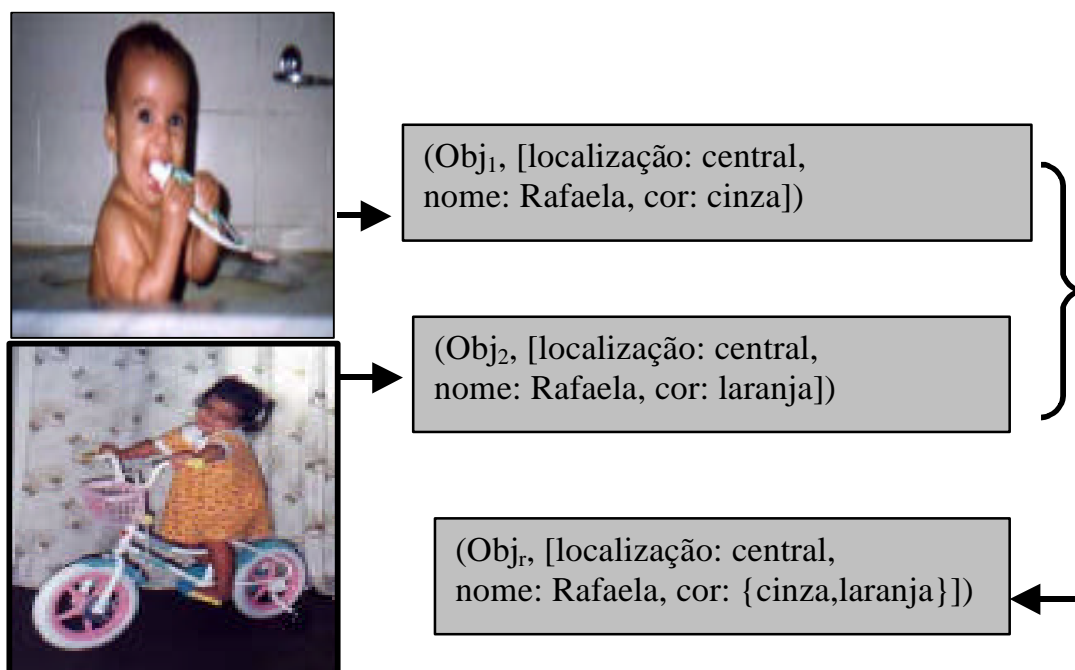 (Obj₁, [localização: central,
nome: Rafaela, cor: cinza])
(Obj₂, [localização: central,
nome: Rafaela, cor: laranja])
(Objᵣ, [localização: central,
nome: Rafaela, cor: {cinza,laranja}])